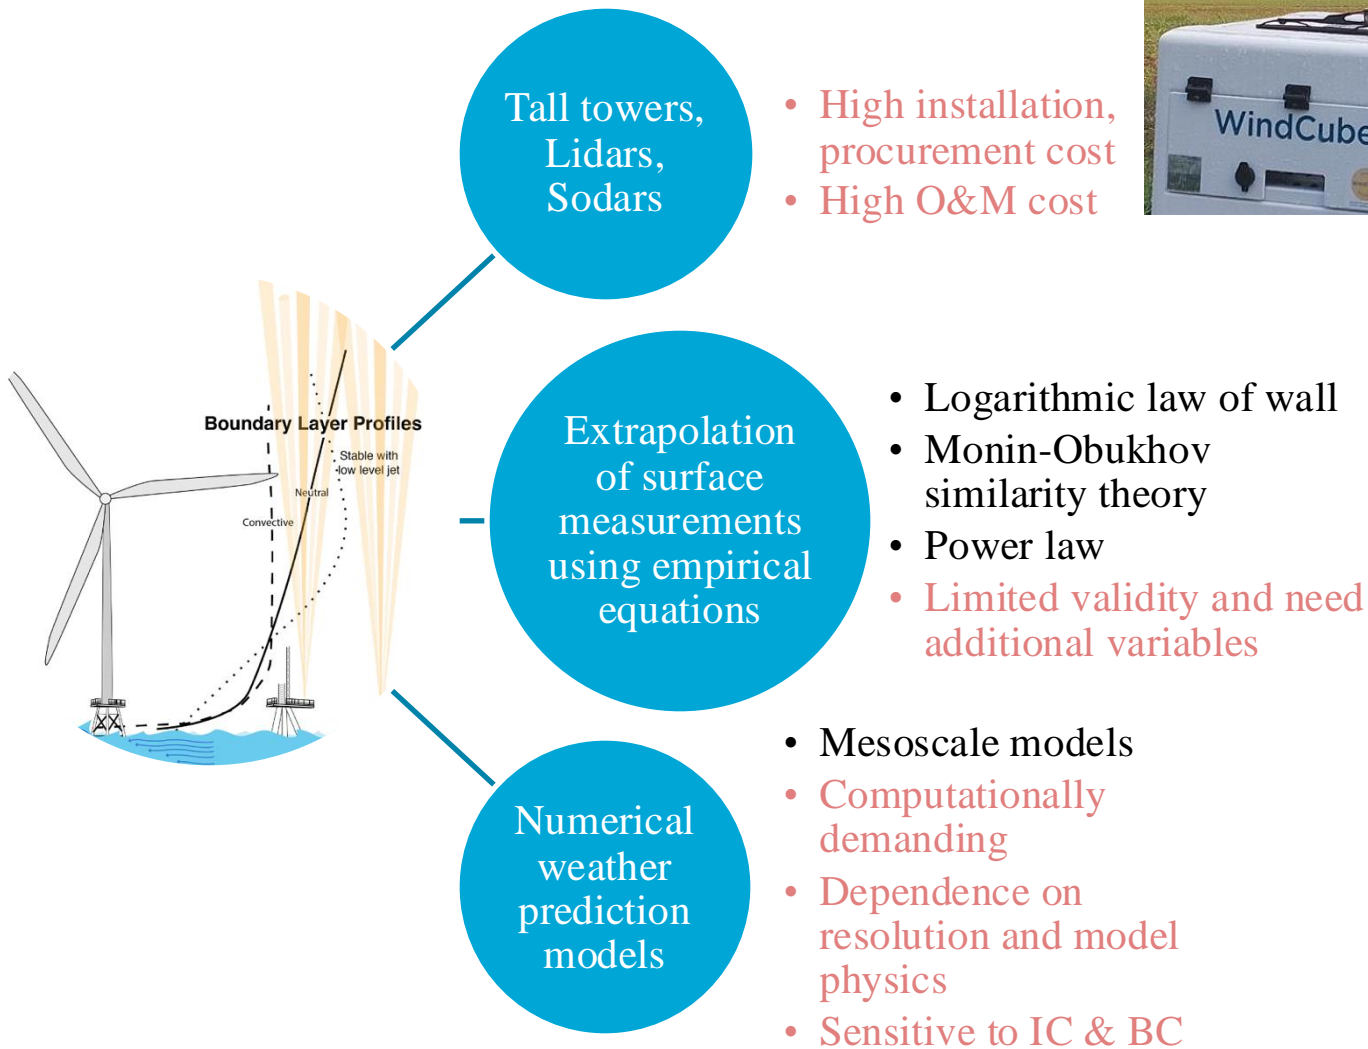 Tall towers,
Lidars,
Sodars
• High installation,
procurement cost
• High O&M cost
WindCube
Boundary Layer Profiles
Stable with
low level jet
Neutral
Convective
Extrapolation
of surface
measurements
using empirical
equations
• Logarithmic law of wall
• Monin-Obukhov
similarity theory
• Power law
• Limited validity and need
additional variables
Numerical
weather
prediction
models
• Mesoscale models
• Computationally
demanding
• Dependence on
resolution and model
physics
• Sensitive to IC & BC